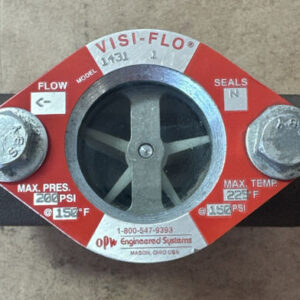 VISI-FLO®
MODEL 1431 1
FLOW
<-
SEALS
N
MAX. PRES.
200 PSI
@ 150 °F
MAX. TEMP.
225 °F
@ 150 PSI
1-800-547-9393
OPW Engineered Systems
MASON, OHIO USA